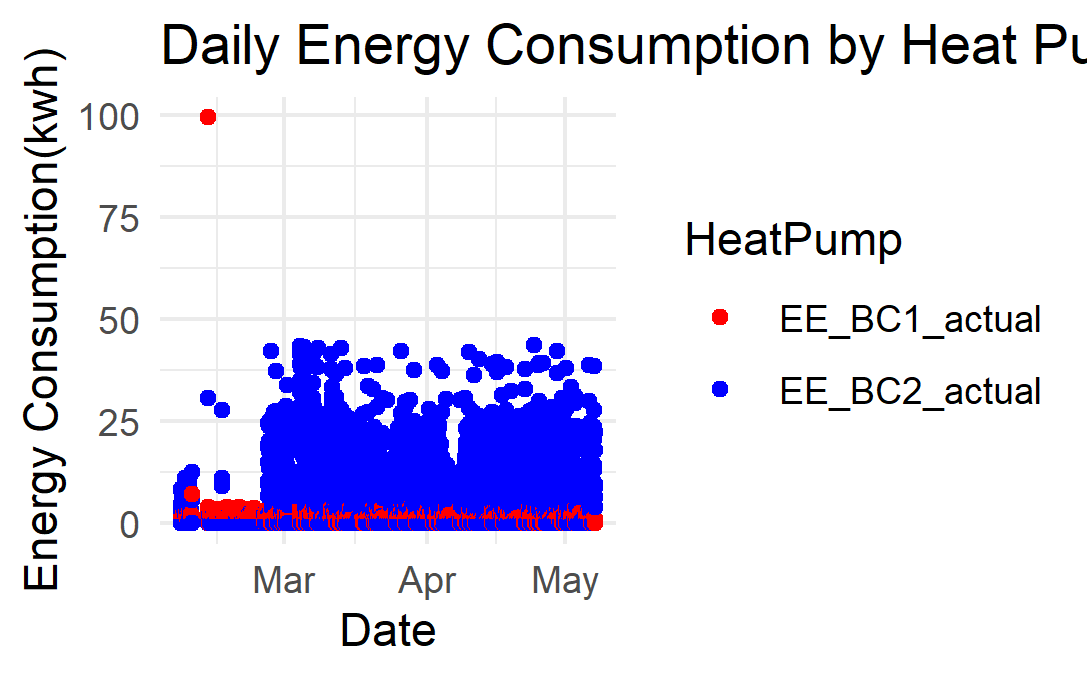 Daily Energy Consumption by Heat Pu
Energy Consumption(kwh)
100
75
50
25
0
Mar Apr May
Date
HeatPump
EE_BC1_actual
EE_BC2_actual